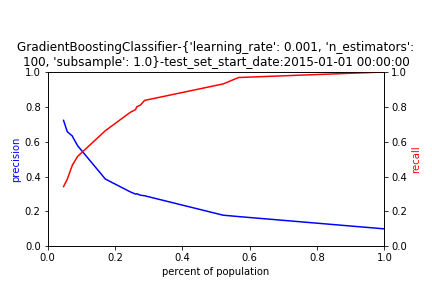 GradientBoostingClassifier-{'learning_rate': 0.001, 'n_estimators':
100, 'subsample': 1.0}-test_set_start_date:2015-01-01 00:00:00
1.0
0.8
0.6
0.4
0.2
0.0
precision
1.0
0.8
0.6
0.4
0.2
0.0
recall
0.0 0.2 0.4 0.6 0.8 1.0
percent of population